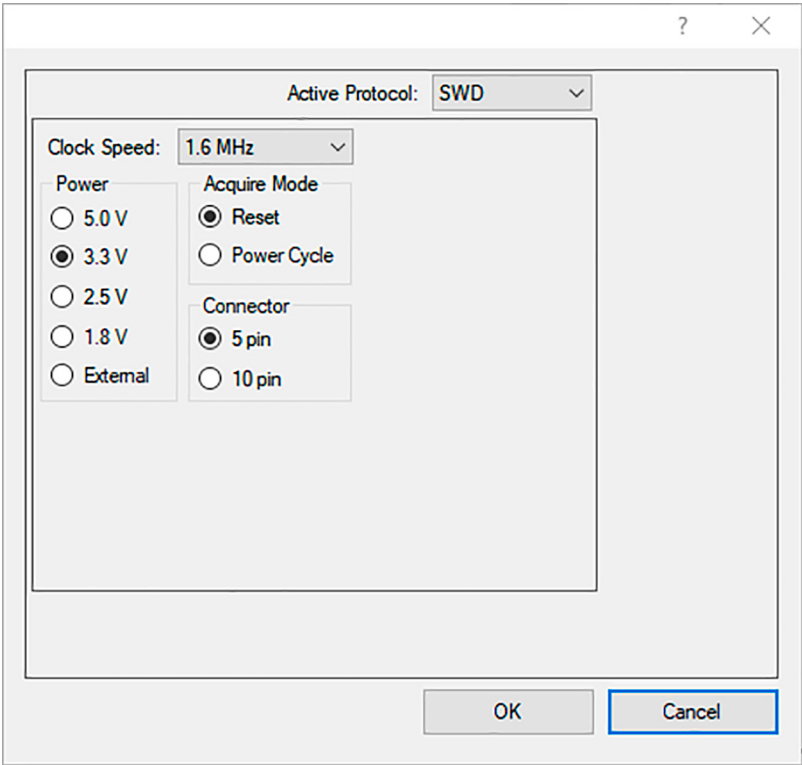 ?
Active Protocol: SWD
Clock Speed: 1.6 MHz
Power
5.0 V
3.3 V
2.5 V
1.8 V
External
Acquire Mode
Reset
Power Cycle
Connector
5 pin
10 pin
OK
Cancel